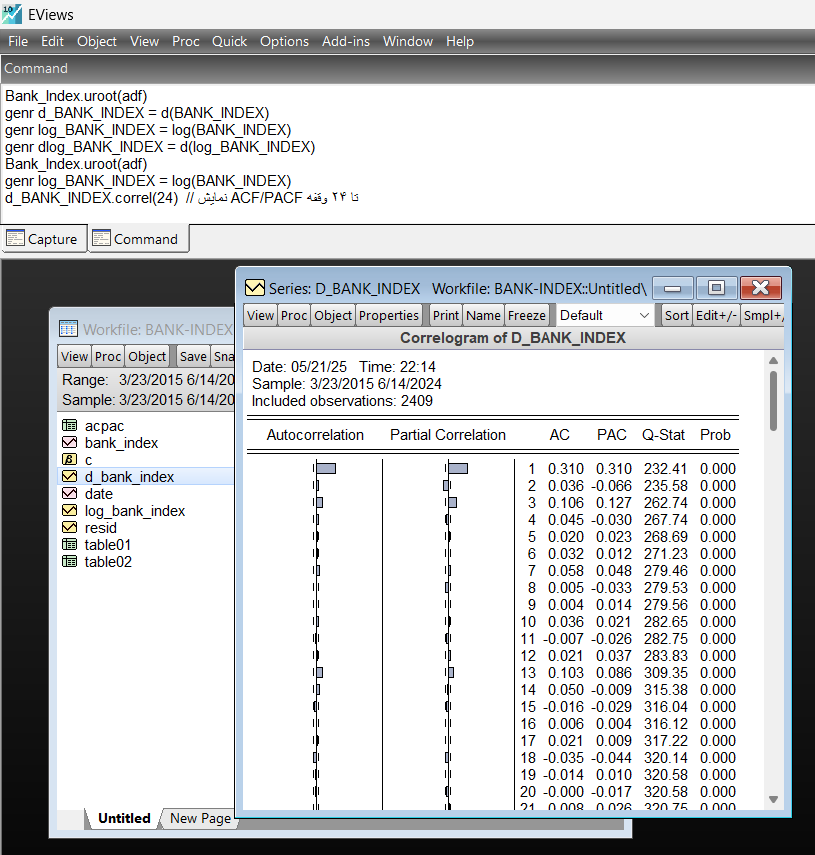 EViews
File Edit Object View Proc Quick Options Add-ins Window Help
Command
Bank_Index.uroot(adf)
genr d_BANK_INDEX = d(BANK_INDEX)
genr log_BANK_INDEX = log(BANK_INDEX)
genr dlog_BANK_INDEX = d(log_BANK_INDEX)
Bank_Index.uroot(adf)
genr log_BANK_INDEX = log(BANK_INDEX)
d_BANK_INDEX.correl(24) // نمایش ACF/PACF تا ۲۴ وقفه
Capture Command
Workfile: BANK-INDEX
View Proc Object Save Sna
Range: 3/23/2015 6/14/20
Sample: 3/23/2015 6/14/20
acpac
bank_index
c
d_bank_index
date
log_bank_index
resid
table01
table02
Untitled New Page
Series: D_BANK_INDEX Workfile: BANK-INDEX::Untitled\
View Proc Object Properties Print Name Freeze Default Sort Edit+/- Smpl+/
Correlogram of D_BANK_INDEX
Date: 05/21/25 Time: 22:14
Sample: 3/23/2015 6/14/2024
Included observations: 2409
Autocorrelation Partial Correlation AC PAC Q-Stat Prob
1 0.310 0.310 232.41 0.000
2 0.036 -0.066 235.58 0.000
3 0.106 0.127 262.74 0.000
4 0.045 -0.030 267.74 0.000
5 0.020 0.023 268.69 0.000
6 0.032 0.012 271.23 0.000
7 0.058 0.048 279.46 0.000
8 0.005 -0.033 279.53 0.000
9 0.004 0.014 279.56 0.000
10 0.036 0.021 282.65 0.000
11 -0.007 -0.026 282.75 0.000
12 0.021 0.037 283.83 0.000
13 0.103 0.086 309.35 0.000
14 0.050 -0.009 315.38 0.000
15 -0.016 -0.029 316.04 0.000
16 0.006 0.004 316.12 0.000
17 0.021 0.009 317.22 0.000
18 -0.035 -0.044 320.14 0.000
19 -0.014 0.010 320.58 0.000
20 -0.000 -0.017 320.58 0.000
21 0.008 0.026 320.75 0.000